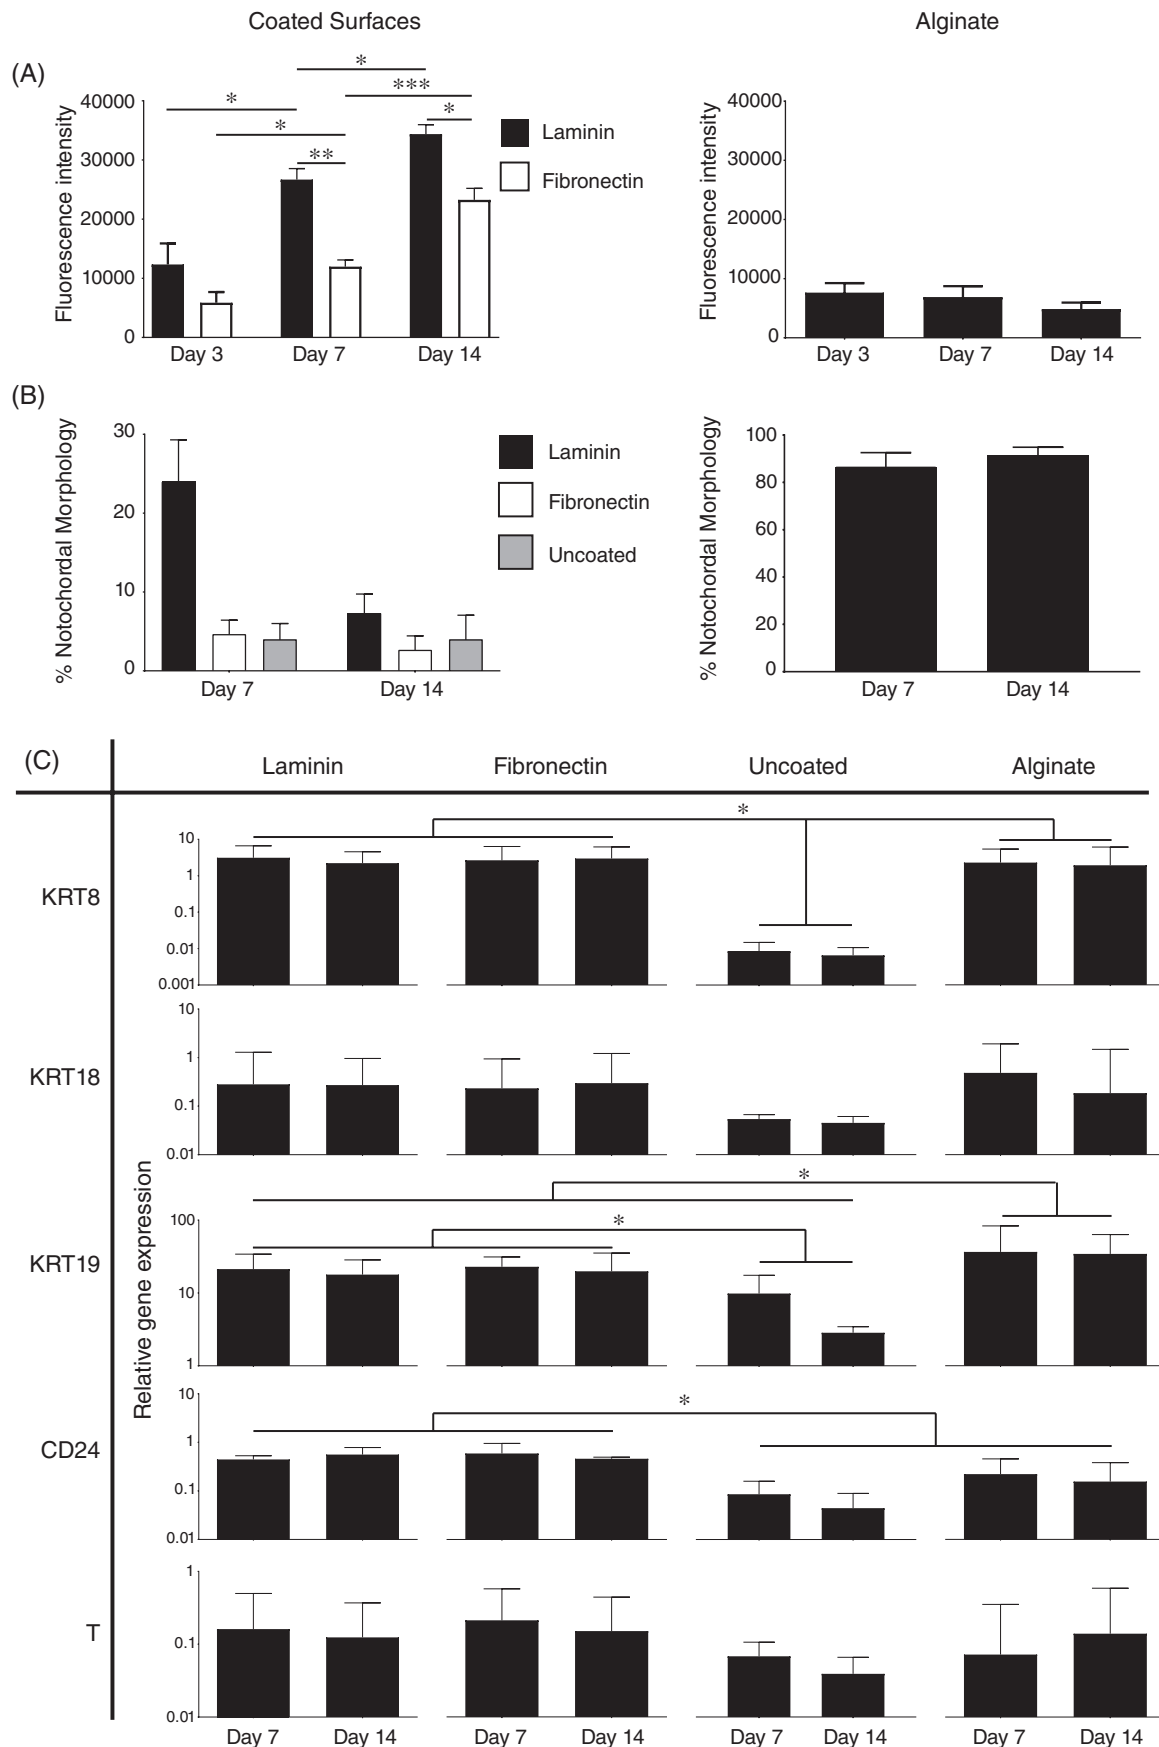 Coated Surfaces
Alginate
(A)
Fluorescence intensity
40000
30000
20000
10000
0
*
*
***
*
*
**
Day 3
Day 7
Day 14
Laminin
Fibronectin
Fluorescence intensity
40000
30000
20000
10000
0
Day 3
Day 7
Day 14
(B)
% Notochordal Morphology
30
20
10
0
Day 7
Day 14
Laminin
Fibronectin
Uncoated
% Notochordal Morphology
100
80
60
40
20
0
Day 7
Day 14
(C)
Laminin
Fibronectin
Uncoated
Alginate
Relative gene expression
KRT8
10
1
0.1
0.01
0.001
*
KRT18
10
1
0.1
0.01
KRT19
100
10
1
*
*
CD24
10
1
0.1
0.01
*
T
1
0.1
0.01
Day 7
Day 14
Day 7
Day 14
Day 7
Day 14
Day 7
Day 14